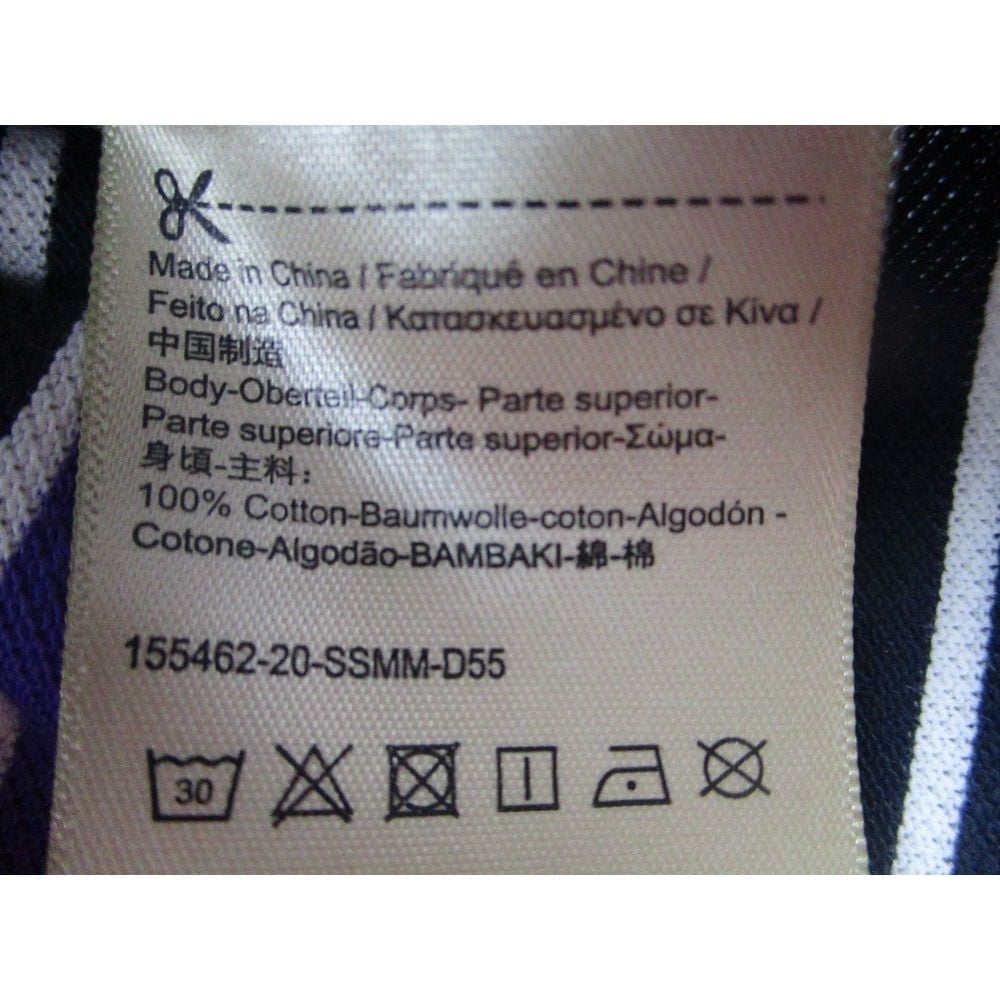 Made in China / Fabriqué en Chine /
Feito na China / Κατασκευασμένο σε Κίνα /
中国制造
Body-Oberteil-Corps- Parte superior-
Parte superiore-Parte superior-Σώμα-
身頃-主料:
100% Cotton-Baumwolle-coton-Algodón -
Cotone-Algodão-BAMBAKI-綿-棉
155462-20-SSMM-D55
30